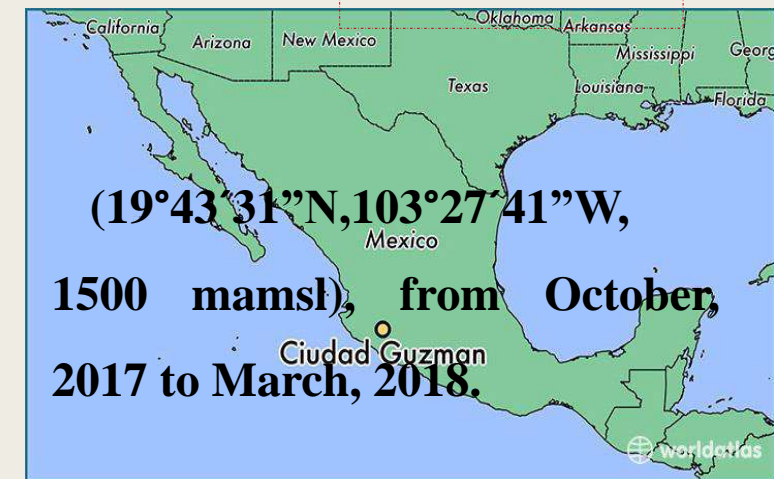 Oklahoma
Arkansas
California
Arizona
New Mexico
Mississippi
Georg
Texas
Louisiana
Florida
(19°43´31”N,103°27´41”W,
Mexico
1500 mamsl), from October,
Ciudad Guzman
2017 to March, 2018.
worldatlas